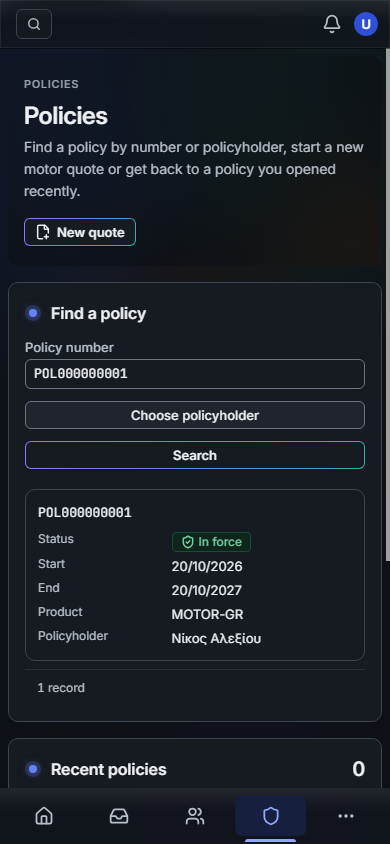 U
POLICIES
Policies
Find a policy by number or policyholder, start a new
motor quote or get back to a policy you opened
recently.
New quote
Find a policy
Policy number
POL000000001
Choose policyholder
Search
POL000000001
Status In force
Start 20/10/2026
End 20/10/2027
Product MOTOR-GR
Policyholder Νίκος Αλεξίου
1 record
Recent policies 0